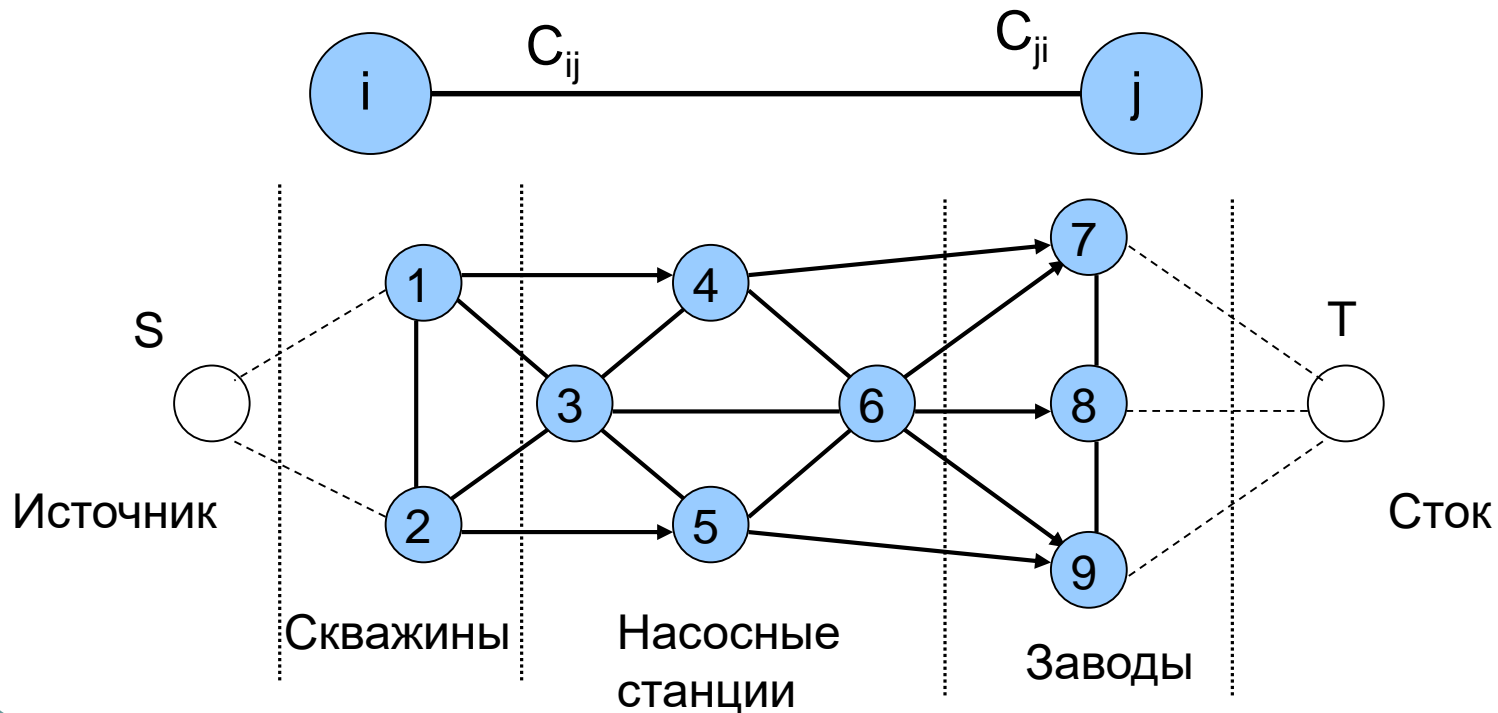 C_ij
C_ji
i
j
7
1
4
S
T
3
6
8
2
5
9
Источник
Сток
Скважины
Насосные
станции
Заводы